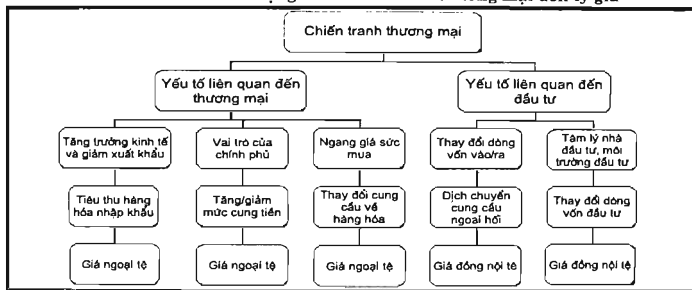 Chiến tranh thương mại
Yếu tố liên quan đến
thương mại
Yếu tố liên quan đến
đầu tư
Tăng trưởng kinh tế
và giảm xuất khẩu
Vai trò của
chính phủ
Ngang giá sức
mua
Thay đổi dòng
vốn vào/ra
Tâm lý nhà
đầu tư, môi
trường đầu tư
Tiêu thu hàng
hóa nhập khẩu
Tăng/giảm
mức cung tiền
Thay đổi cung
cầu về
hàng hóa
Dịch chuyển
cung cầu
ngoại hối
Thay đổi dòng
vốn đầu tư
Giá ngoại tệ
Giá ngoại tệ
Giá ngoại tệ
Giá đồng nội tê
Giá đồng nội tệ